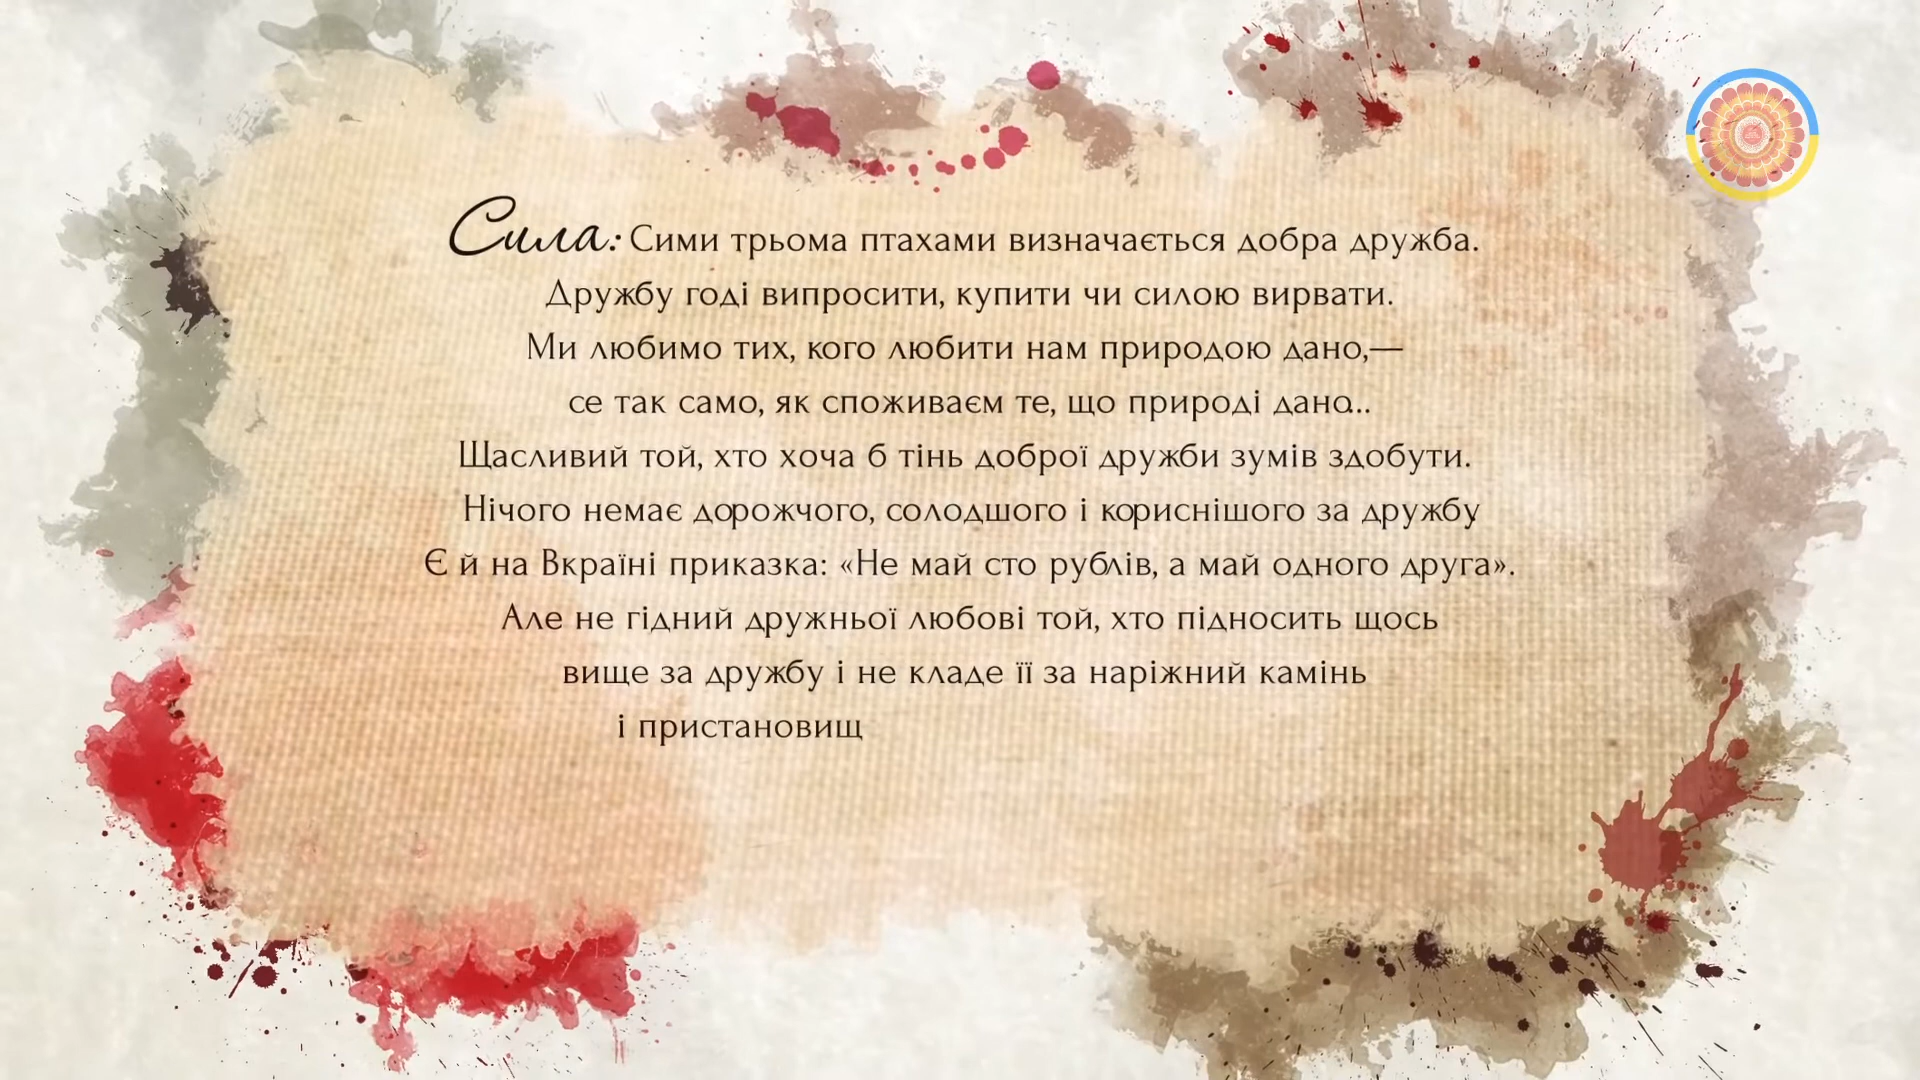 Сила: Сими трьома птахами визначається добра дружба.
Дружбу годі випросити, купити чи силою вирвати.
Ми любимо тих, кого любити нам природою дано,—
се так само, як споживаєм те, що природі дано...
Щасливий той, хто хоча б тінь доброї дружби зумів здобути.
Нічого немає дорожчого, солодшого і кориснішого за дружбу
Є й на Вкраїні приказка: «Не май сто рублів, а май одного друга».
Але не гідний дружньої любові той, хто підносить щось
вище за дружбу і не кладе її за наріжний камінь
і пристановищ